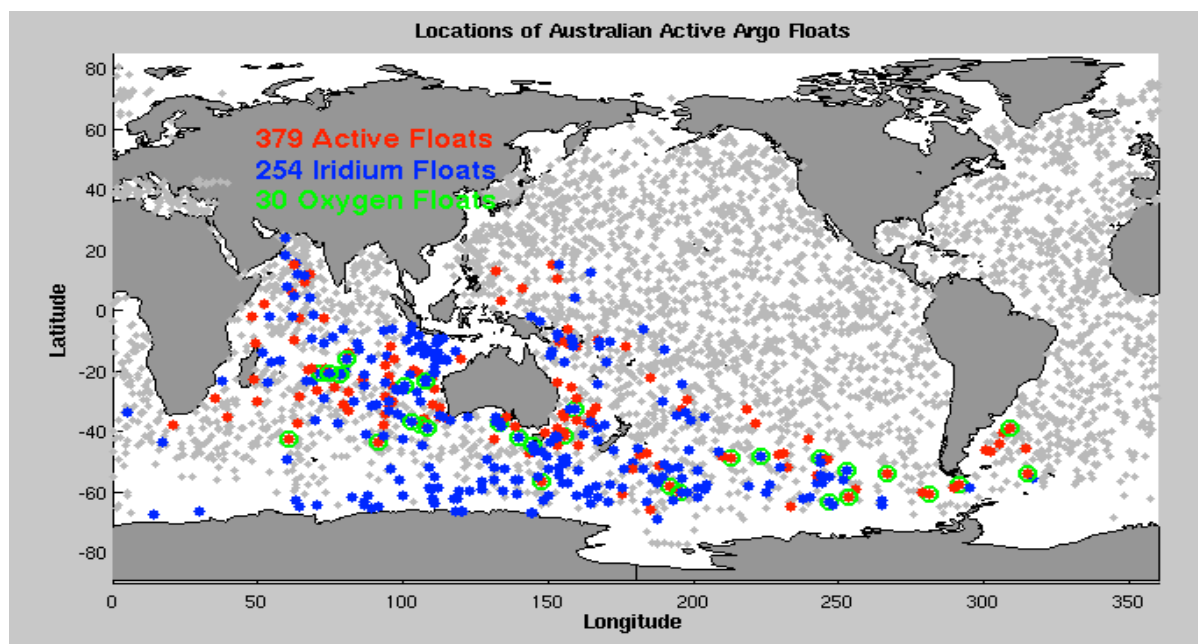 Locations of Australian Active Argo Floats
80
60
40
20
0
-20
-40
-60
-80
Latitude
379 Active Floats
254 Iridium Floats
30 Oxygen Floats
0 50 100 150 200 250 300 350
Longitude